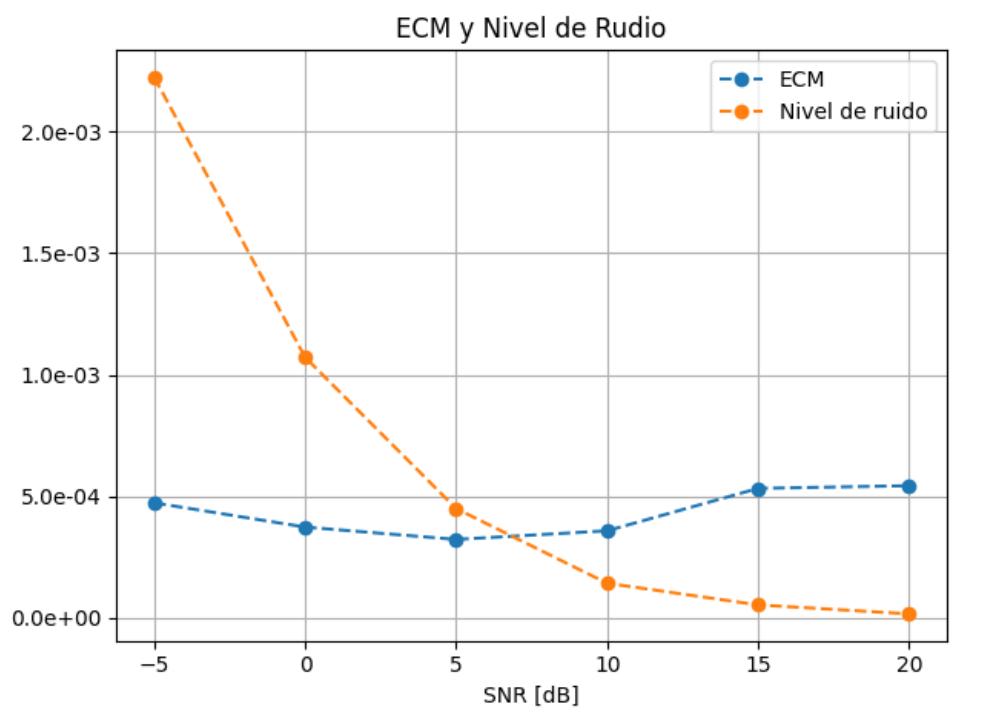 ECM y Nivel de Rudio
ECM
Nivel de ruido
2.0e-03
1.5e-03
1.0e-03
5.0e-04
0.0e+00
−5 0 5 10 15 20
SNR [dB]